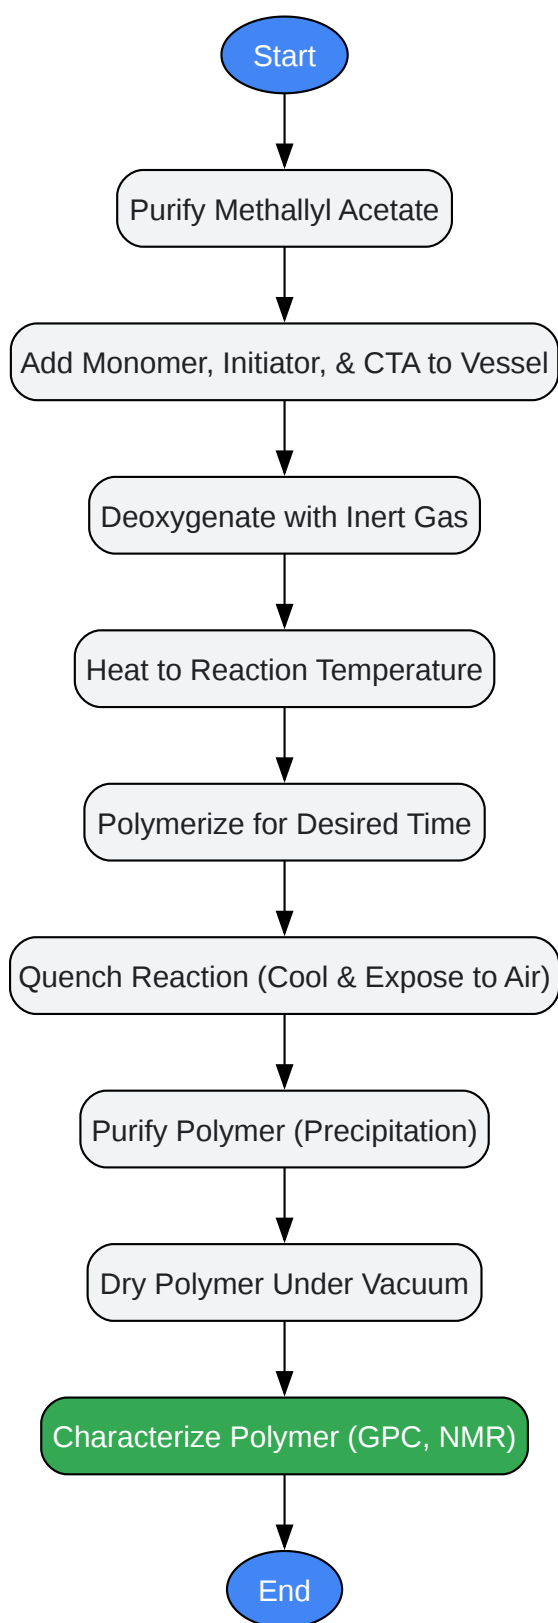 Start
Purify Methallyl Acetate
Add Monomer, Initiator, & CTA to Vessel
Deoxygenate with Inert Gas
Heat to Reaction Temperature
Polymerize for Desired Time
Quench Reaction (Cool & Expose to Air)
Purify Polymer (Precipitation)
Dry Polymer Under Vacuum
Characterize Polymer (GPC, NMR)
End